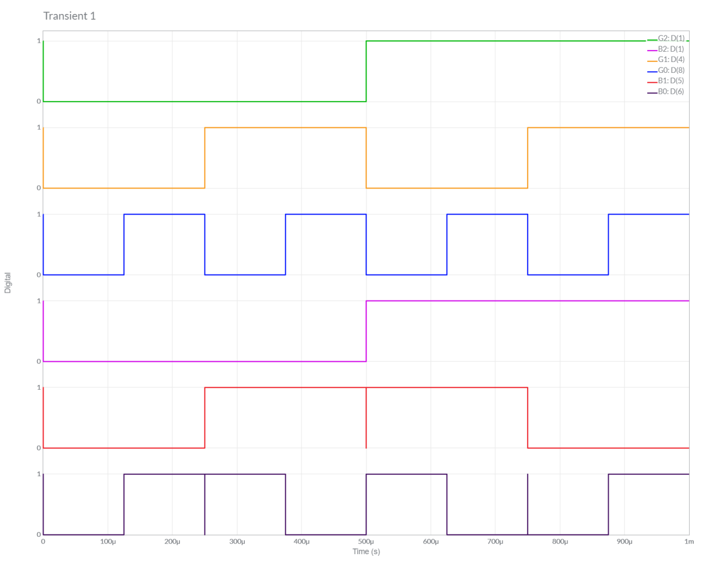 Transient 1
G2: D(1)
B2: D(1)
G1: D(4)
G0: D(8)
B1: D(5)
B0: D(6)
1
0
1
0
1
0
Digital
1
0
1
0
1
0
0 100µ 200µ 300µ 400µ 500µ 600µ 700µ 800µ 900µ 1m
Time (s)